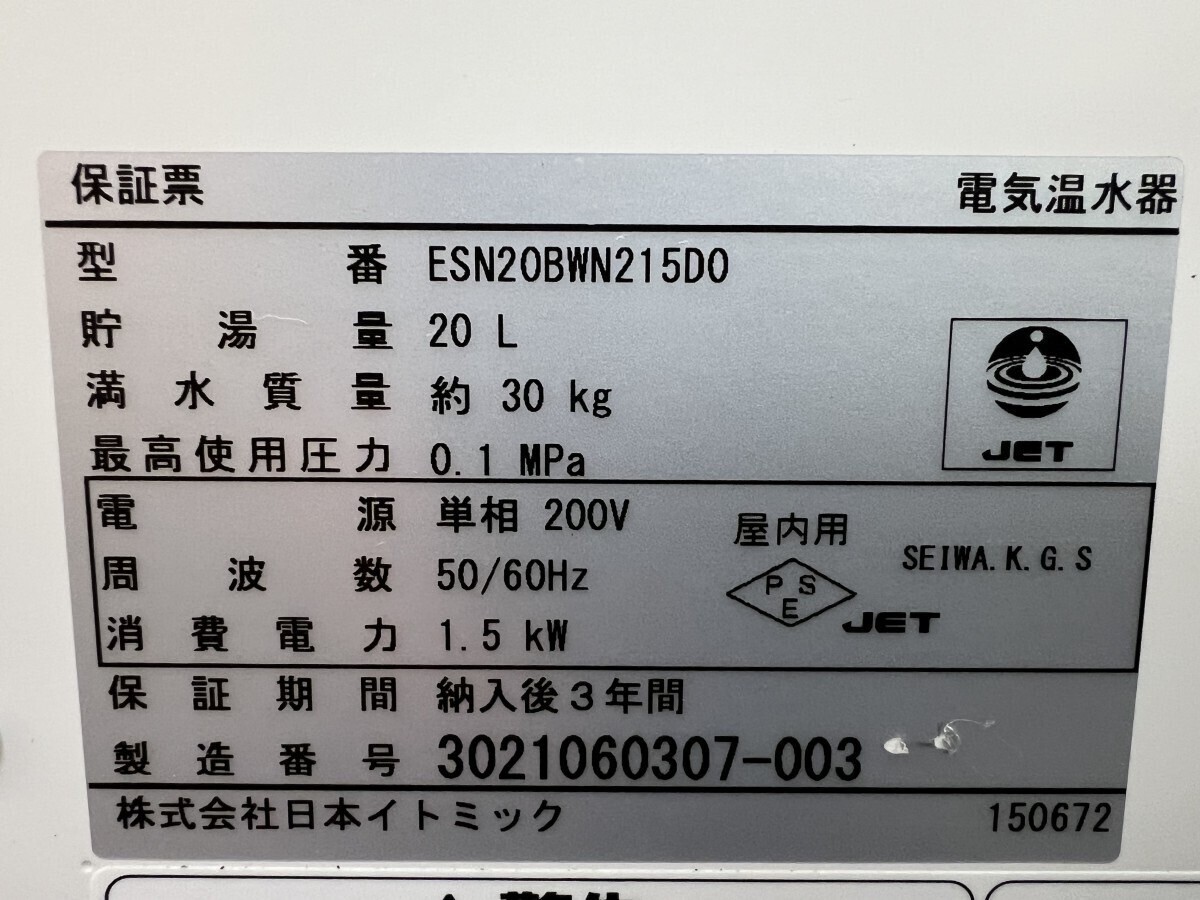 保証票 電気温水器
型番 ESN20BWN215D0
貯湯量 20 L
満水質量 約 30 kg
最高使用圧力 0.1 MPa
JET
電源 単相 200V
屋内用
周波数 50/60Hz
PSE
SEIWA.K.G.S
JET
消費電力 1.5 kW
保証期間 納入後3年間
製造番号 3021060307-003
株式会社日本イトミック 150672